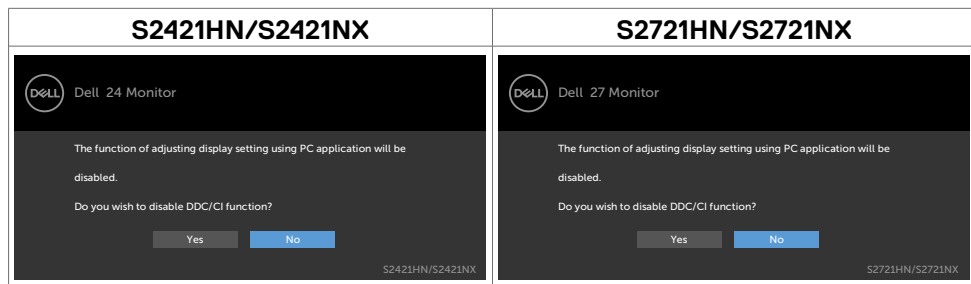 S2421HN/S2421NX
S2721HN/S2721NX
DELL Dell 24 Monitor
The function of adjusting display setting using PC application will be
disabled.
Do you wish to disable DDC/CI function?
Yes No
S2421HN/S2421NX
DELL Dell 27 Monitor
The function of adjusting display setting using PC application will be
disabled.
Do you wish to disable DDC/CI function?
Yes No
S2721HN/S2721NX